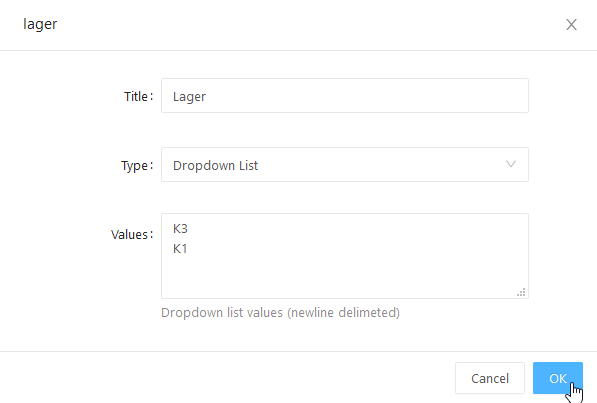 lager
Title:
Lager
Type:
Dropdown List
Values:
K3
K1
Dropdown list values (newline delimeted)
Cancel
OK